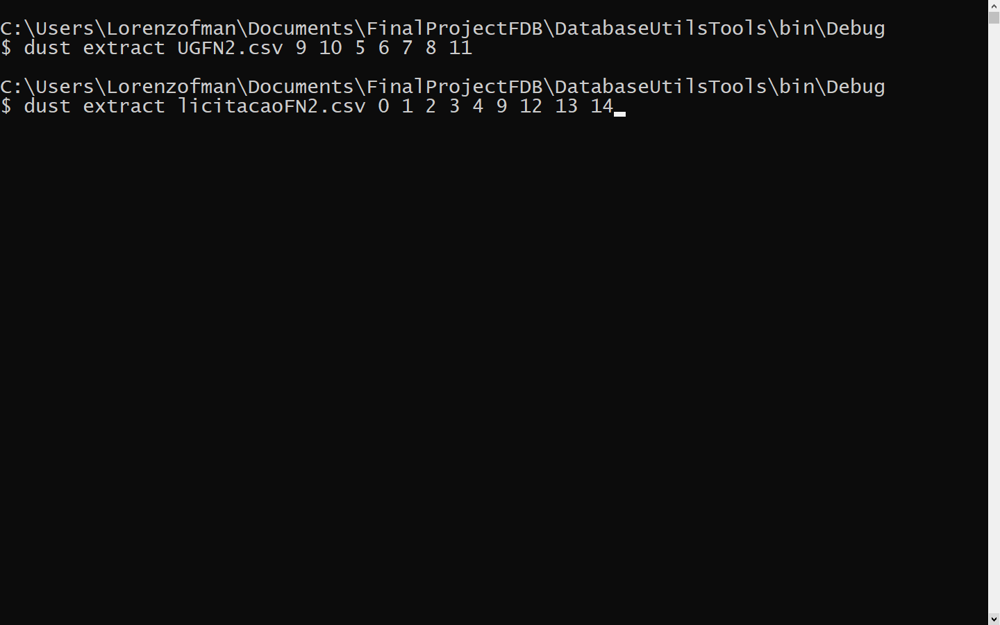 C:\Users\Lorenzofman\Documents\FinalProjectFDB\DatabaseUtilsTools\bin\Debug
$ dust extract UGFN2.csv 9 10 5 6 7 8 11
C:\Users\Lorenzofman\Documents\FinalProjectFDB\DatabaseUtilsTools\bin\Debug
$ dust extract licitacaoFN2.csv 0 1 2 3 4 9 12 13 14